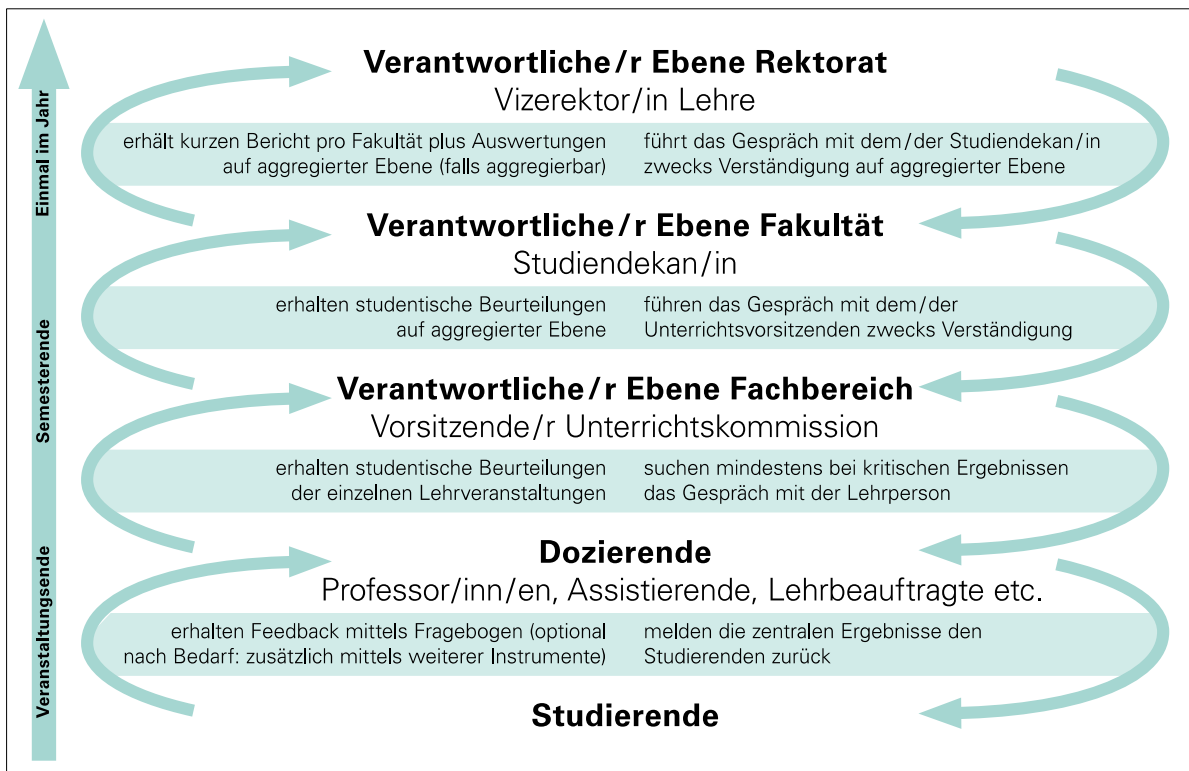 Verantwortliche/r Ebene Rektorat
Vizerektor/in Lehre
erhält kurzen Bericht pro Fakultät plus Auswertungen
auf aggregierter Ebene (falls aggregierbar)
führt das Gespräch mit dem/der Studiendekan/in
zwecks Verständigung auf aggregierter Ebene
Verantwortliche/r Ebene Fakultät
Studiendekan/in
erhalten studentische Beurteilungen
auf aggregierter Ebene
führen das Gespräch mit dem/der
Unterrichtsvorsitzenden zwecks Verständigung
Verantwortliche/r Ebene Fachbereich
Vorsitzende/r Unterrichtskommission
erhalten studentische Beurteilungen
der einzelnen Lehrveranstaltungen
suchen mindestens bei kritischen Ergebnissen
das Gespräch mit der Lehrperson
Dozierende
Professor/inn/en, Assistierende, Lehrbeauftragte etc.
erhalten Feedback mittels Fragebogen (optional
nach Bedarf: zusätzlich mittels weiterer Instrumente)
melden die zentralen Ergebnisse den
Studierenden zurück
Studierende
Einmal im Jahr
Semesterende
Veranstaltungsende